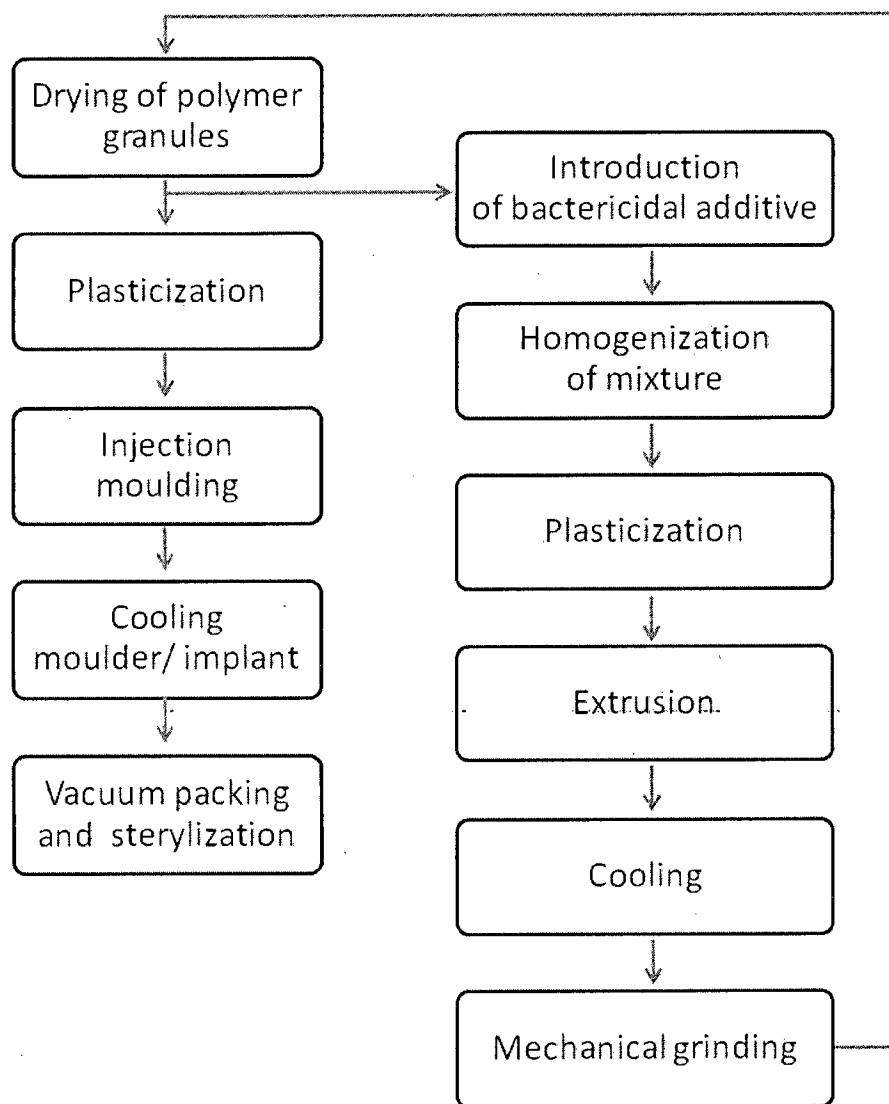 Drying of polymer
granules
Plasticization
Injection
moulding
Cooling
moulder/ implant
Vacuum packing
and sterylization
Introduction
of bactericidal additive
Homogenization
of mixture
Plasticization
Extrusion
Cooling
Mechanical grinding